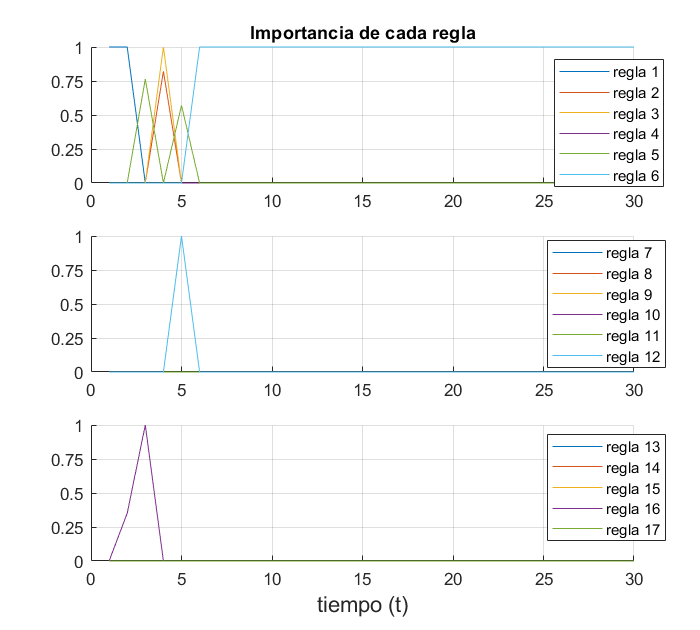 Importancia de cada regla
1
0.75
0.5
0.25
0
0 5 10 15 20 25 30
regla 1
regla 2
regla 3
regla 4
regla 5
regla 6
1
0.75
0.5
0.25
0
0 5 10 15 20 25 30
regla 7
regla 8
regla 9
regla 10
regla 11
regla 12
1
0.75
0.5
0.25
0
0 5 10 15 20 25 30
regla 13
regla 14
regla 15
regla 16
regla 17
tiempo (t)